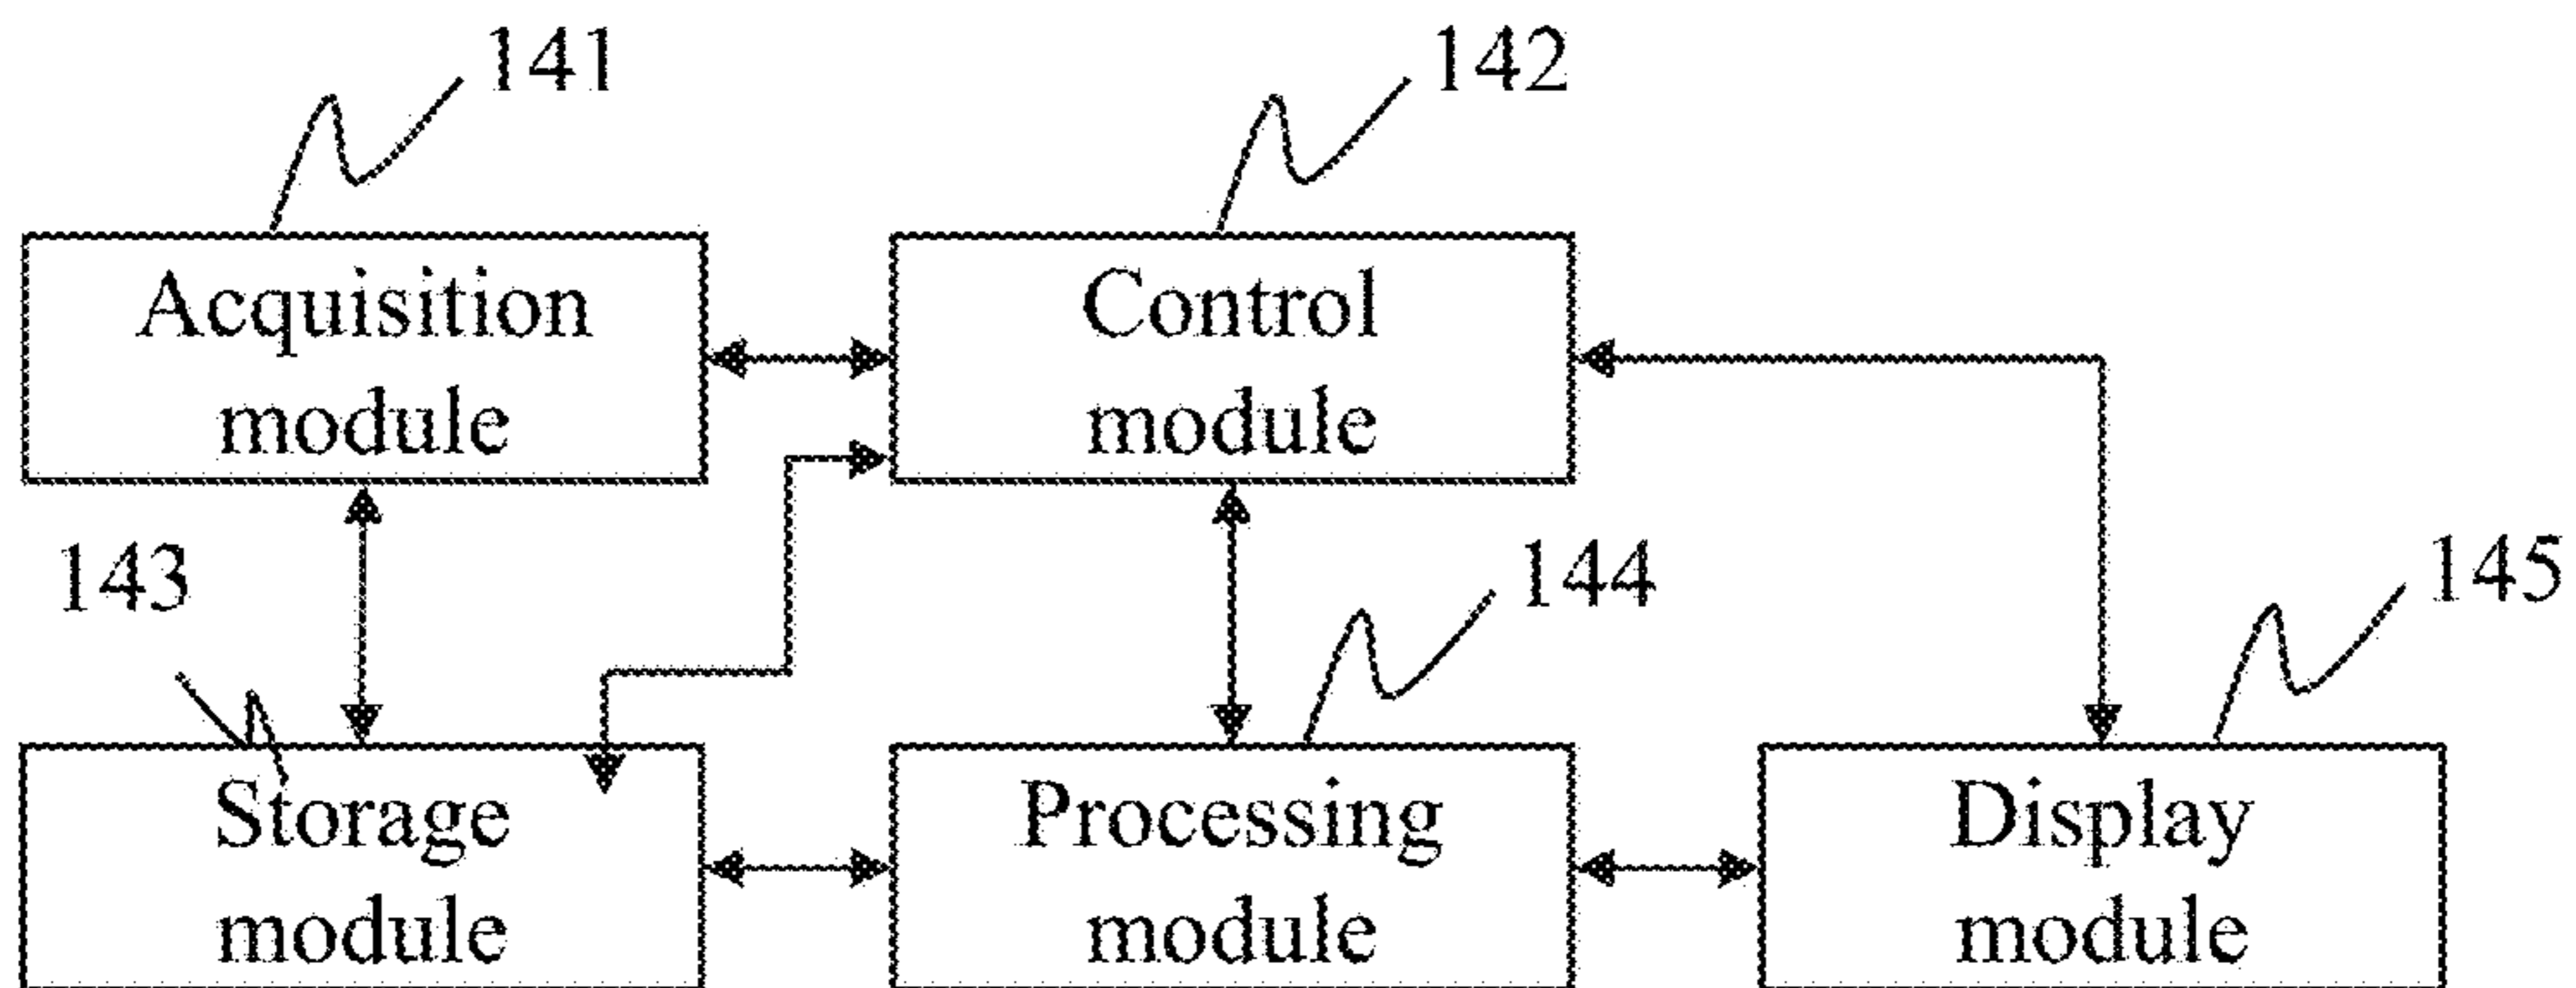 141
142
Acquisition
module
Control
module
143
144
145
Storage
module
Processing
module
Display
module